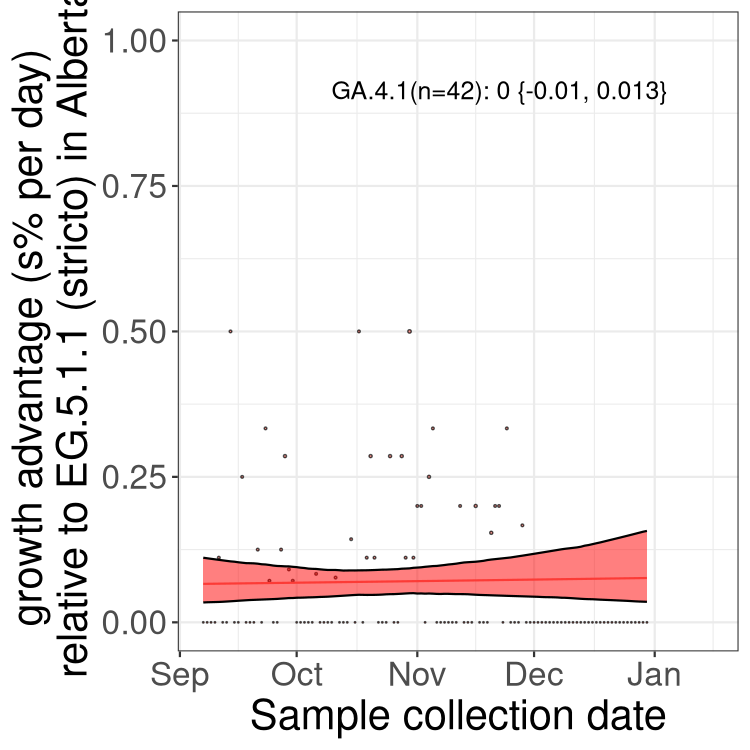 growth advantage (s% per day)
relative to EG.5.1.1 (stricto) in Alberta
1.00
0.75
0.50
0.25
0.00
GA.4.1(n=42): 0 {-0.01, 0.013}
Sep Oct Nov Dec Jan
Sample collection date